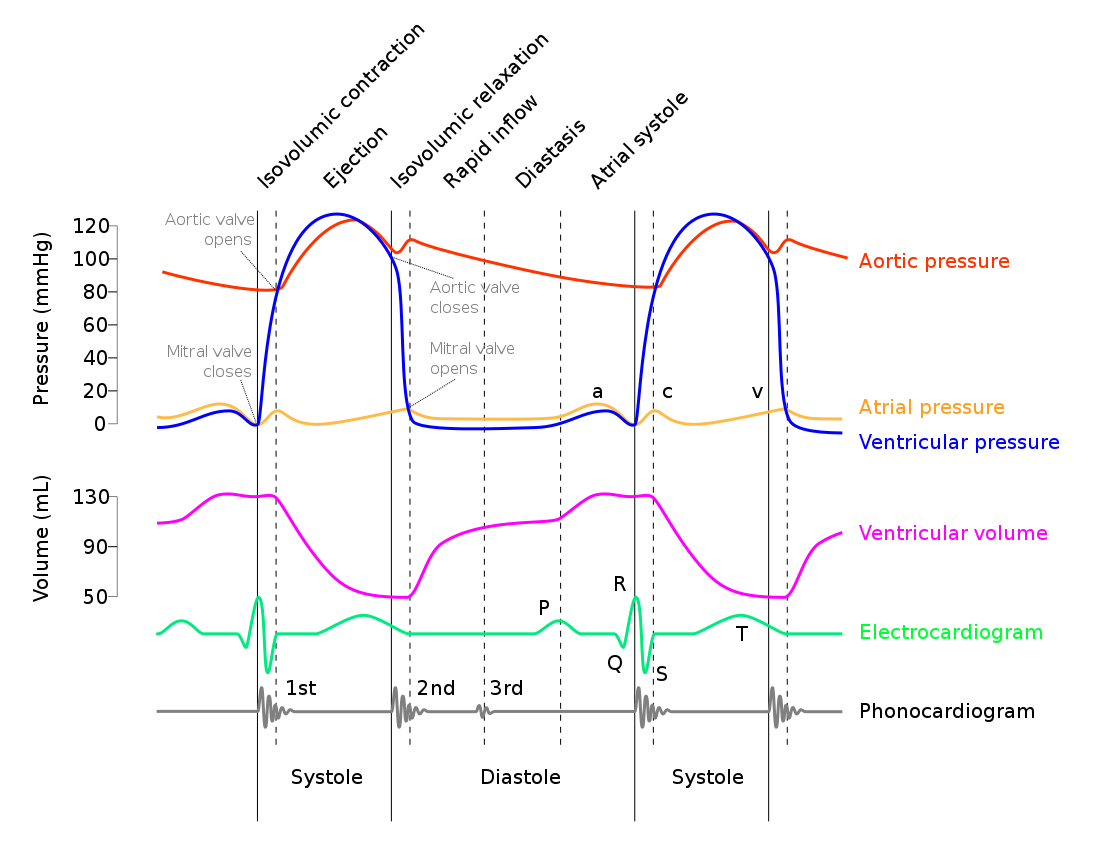 Isovolumic contraction
Ejection
Isovolumic relaxation
Rapid inflow
Diastasis
Atrial systole
Pressure (mmHg)
120
100
80
60
40
20
0
Aortic valve
opens
Aortic valve
closes
Mitral valve
closes
Mitral valve
opens
a
c
v
Aortic pressure
Atrial pressure
Ventricular pressure
Volume (mL)
130
90
50
Ventricular volume
R
P
Q
S
T
Electrocardiogram
1st
2nd
3rd
Phonocardiogram
Systole
Diastole
Systole